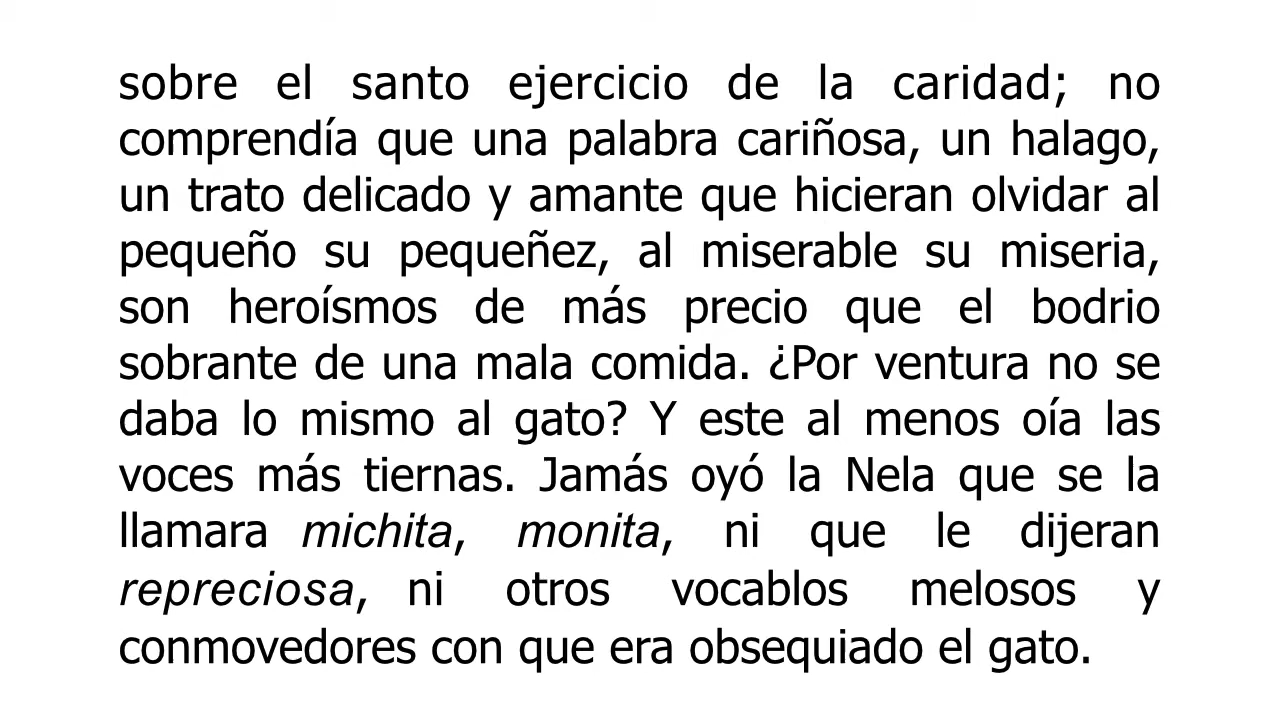 sobre el santo ejercicio de la caridad; no
comprendía que una palabra cariñosa, un halago,
un trato delicado y amante que hicieran olvidar al
pequeño su pequeñez, al miserable su miseria,
son heroísmos de más precio que el bodrio
sobrante de una mala comida. ¿Por ventura no se
daba lo mismo al gato? Y este al menos oía las
voces más tiernas. Jamás oyó la Nela que se la
llamara michita, monita, ni que le dijeran
repreciosa, ni otros vocablos melosos y
conmovedores con que era obsequiado el gato.